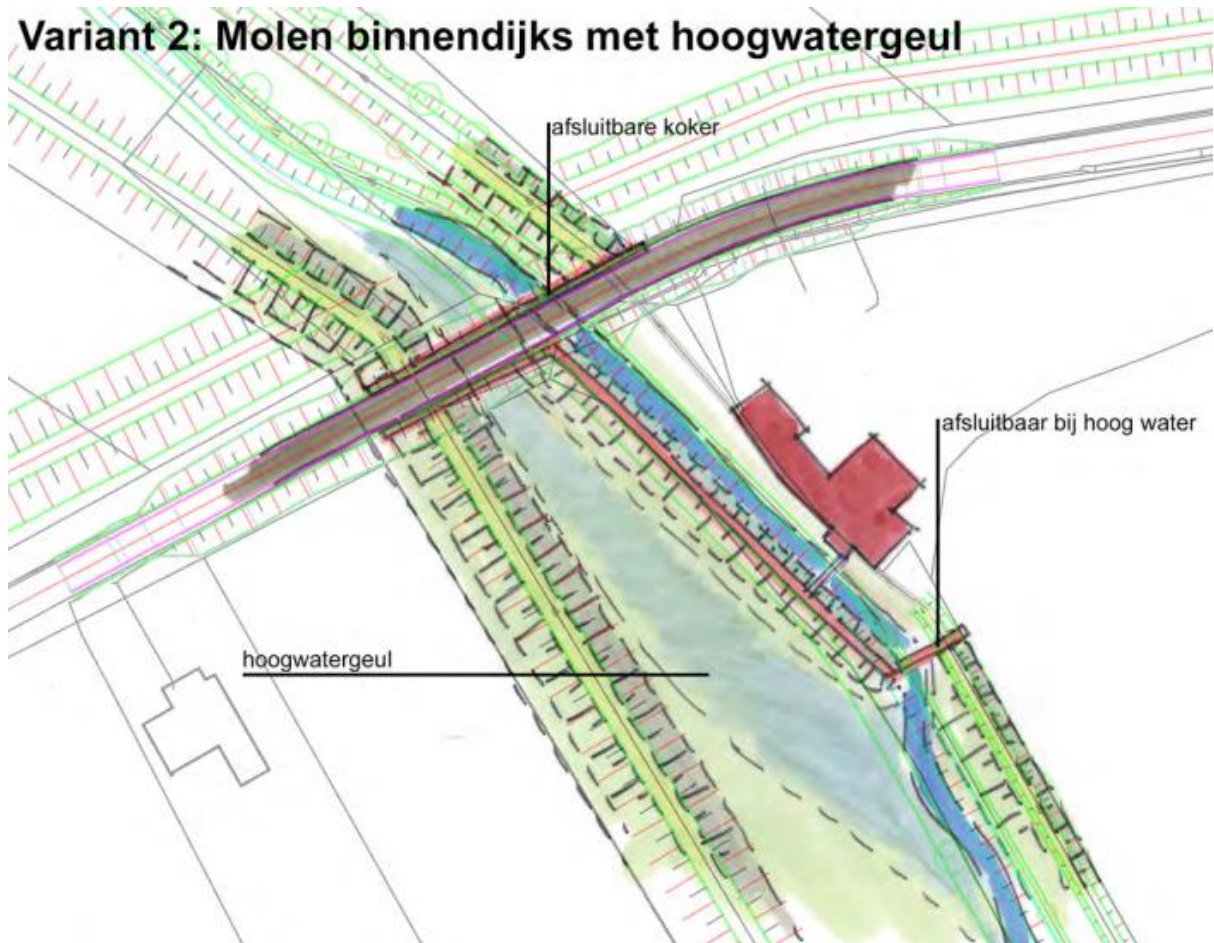 Variant 2: Molen binnendijks met hoogwatergeul
afsluitbare koker
afsluitbaar bij hoog water
hoogwatergeul